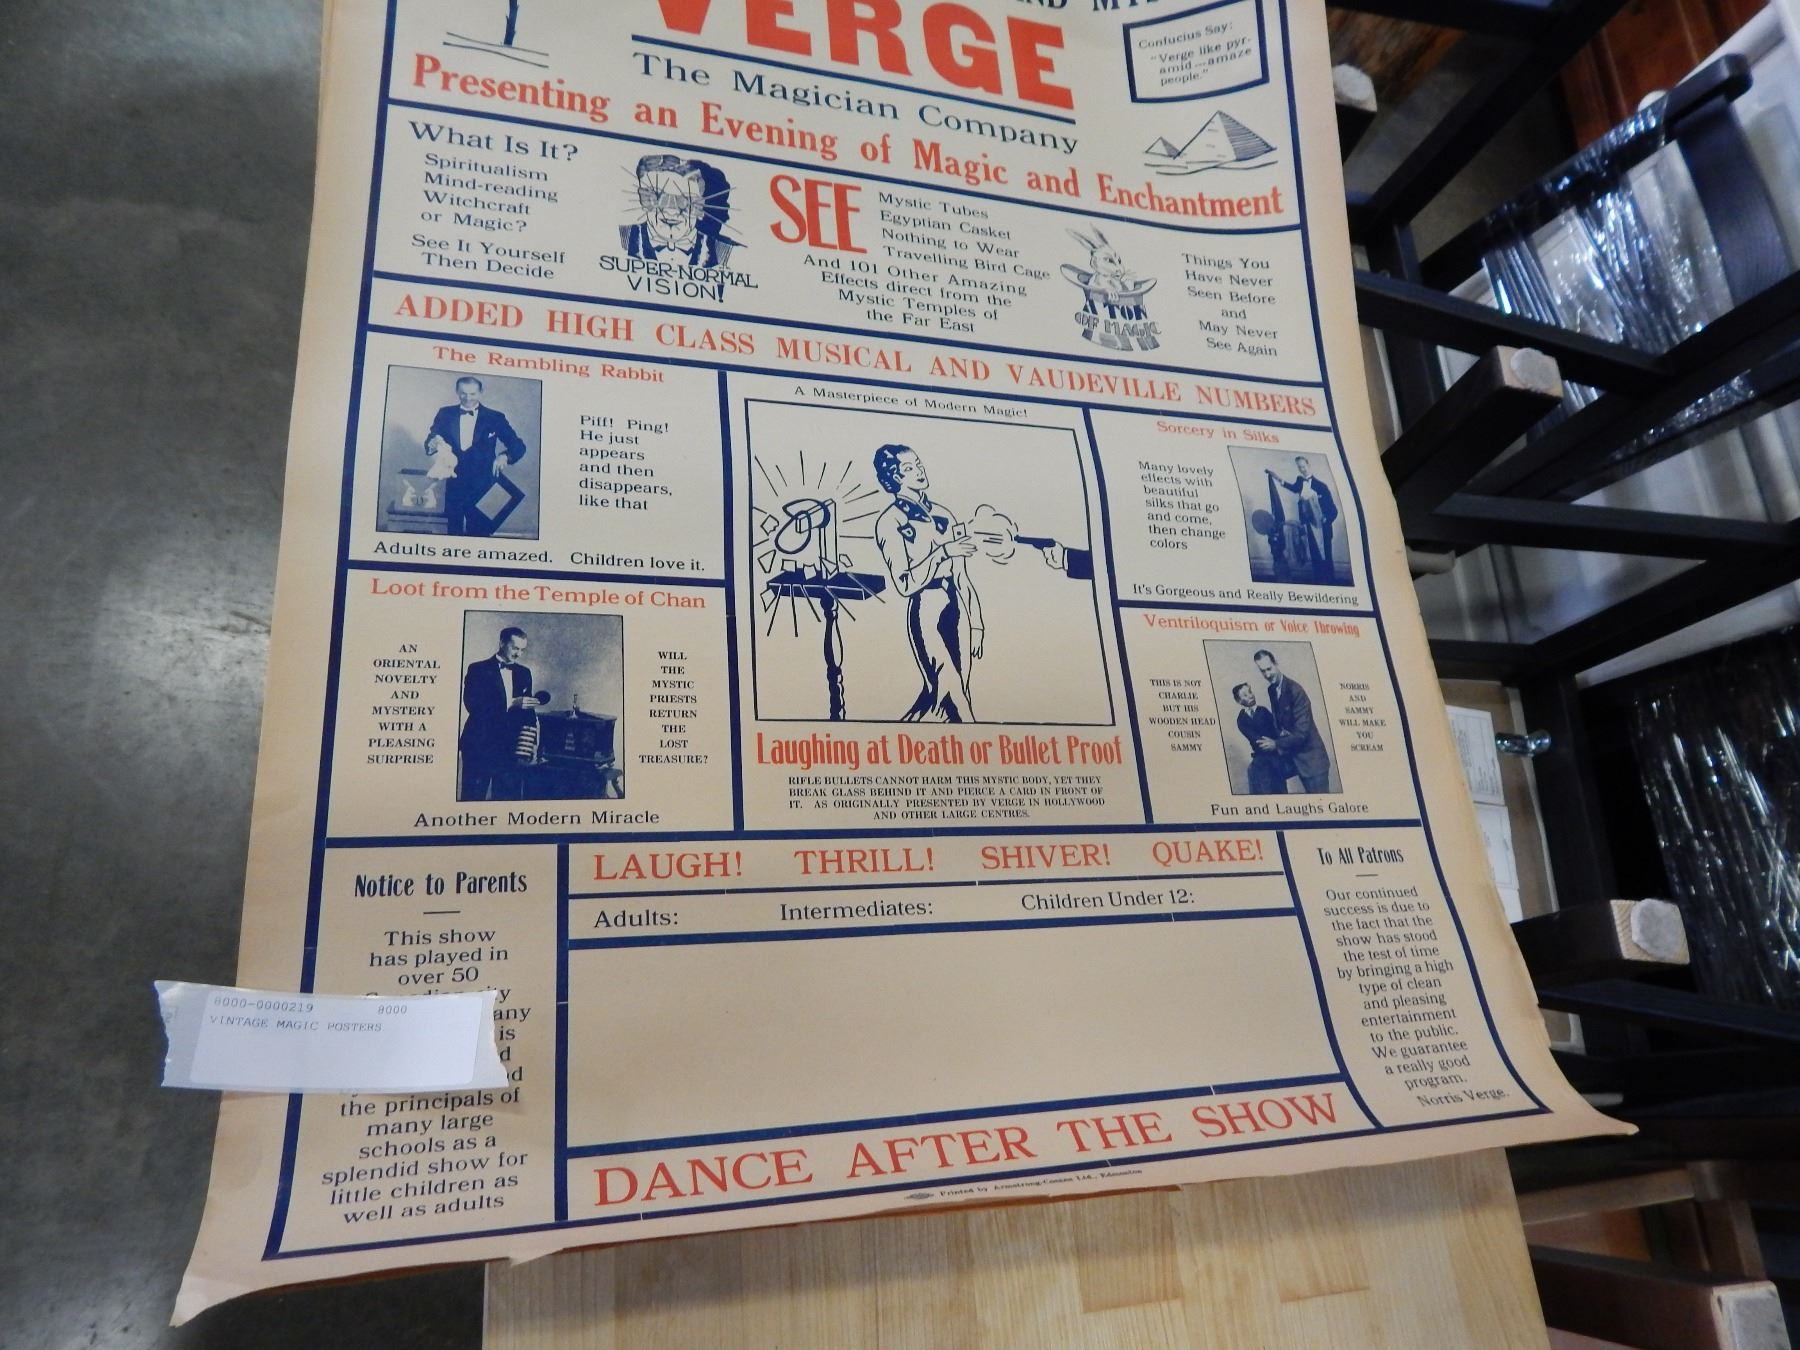 VERGE
The Magician Company
Confucius Say:
"Verge like pyr-
amid---amaze
people."
Presenting an Evening of Magic and Enchantment
What Is It?
Spiritualism
Mind-reading
Witchcraft
or Magic?
See It Yourself
Then Decide
SUPER-NORMAL
VISION!
SEE
Mystic Tubes
Egyptian Casket
Nothing to Wear
Travelling Bird Cage
And 101 Other Amazing
Effects direct from the
Mystic Temples of
the Far East
A TON
OF MAGIC
Things You
Have Never
Seen Before
and
May Never
See Again
ADDED HIGH CLASS MUSICAL AND VAUDEVILLE NUMBERS
The Rambling Rabbit
Piff! Ping!
He just
appears
and then
disappears,
like that
Adults are amazed. Children love it.
Loot from the Temple of Chan
AN
ORIENTAL
NOVELTY
AND
MYSTERY
WITH A
PLEASING
SURPRISE
WILL
THE
MYSTIC
PRIESTS
RETURN
THE
LOST
TREASURE?
Another Modern Miracle
A Masterpiece of Modern Magic!
Laughing at Death or Bullet Proof
RIFLE BULLETS CANNOT HARM THIS MYSTIC BODY, YET THEY
BREAK GLASS BEHIND IT AND PIERCE A CARD IN FRONT OF
IT. AS ORIGINALLY PRESENTED BY VERGE IN HOLLYWOOD
AND OTHER LARGE CENTRES.
Sorcery in Silks
Many lovely
effects with
beautiful
silks that go
and come,
then change
colors
It's Gorgeous and Really Bewildering
Ventriloquism or Voice Throwing
THIS IS NOT
CHARLIE
BUT HIS
WOODEN HEAD
COUSIN
SAMMY
NORRIS
AND
SAMMY
WILL MAKE
YOU
SCREAM
Fun and Laughs Galore
Notice to Parents
This show
has played in
over 50
the principals of
many large
schools as a
splendid show for
little children as
well as adults
8000-0000219 8000
VINTAGE MAGIC POSTERS
LAUGH! THRILL! SHIVER! QUAKE!
Adults: Intermediates: Children Under 12:
DANCE AFTER THE SHOW
To All Patrons
Our continued
success is due to
the fact that the
show has stood
the test of time
by bringing a high
type of clean
and pleasing
entertainment
to the public.
We guarantee
a really good
program.
Norris Verge.
Printed by Ltd., Edmonton